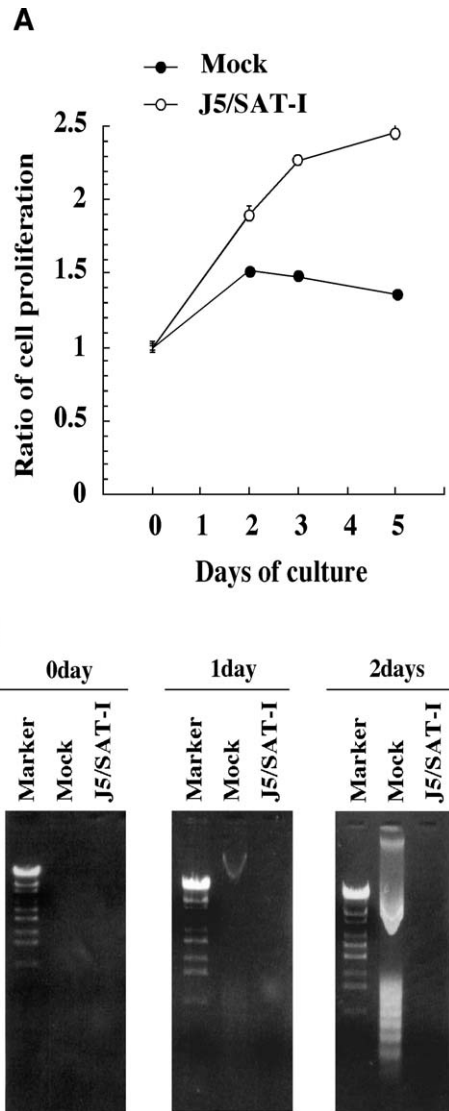 A
Mock
J5/SAT-I
Ratio of cell proliferation
2.5
2
1.5
1
0.5
0
0 1 2 3 4 5
Days of culture
0day 1day 2days
Marker Mock J5/SAT-I Marker Mock J5/SAT-I Marker Mock J5/SAT-I